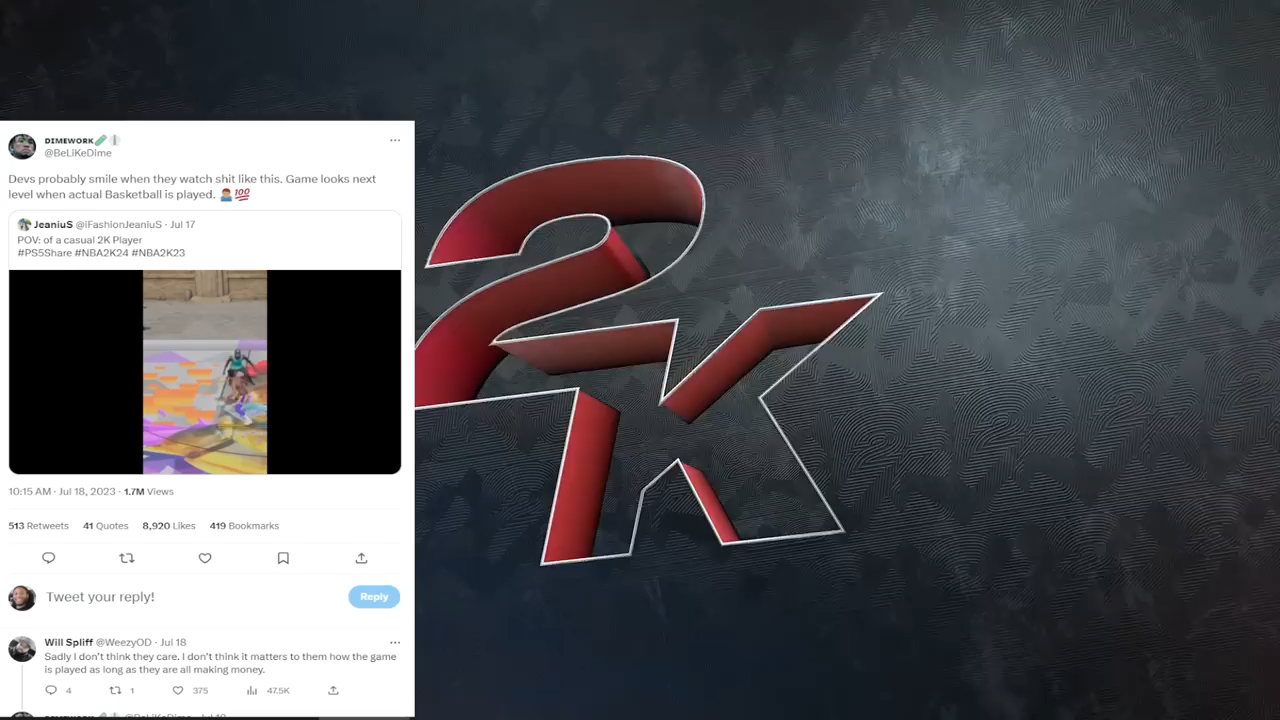 DIMEWORK
@BeLiKeDime
Devs probably smile when they watch shit like this. Game looks next
level when actual Basketball is played. 🤷🏽‍♂️💯
JeaniuS @iFashionJeaniuS · Jul 17
POV: of a casual 2K Player
#PS5Share #NBA2K24 #NBA2K23
10:15 AM · Jul 18, 2023 · 1.7M Views
513 Retweets 41 Quotes 8,920 Likes 419 Bookmarks
Tweet your reply!
Reply
Will Spliff @WeezyOD · Jul 18
Sadly I don't think they care. I don't think it matters to them how the game
is played as long as they are all making money.
4 1 375 47.5K
DIMEWORK @BeLiKeDime · Jul 18
2K